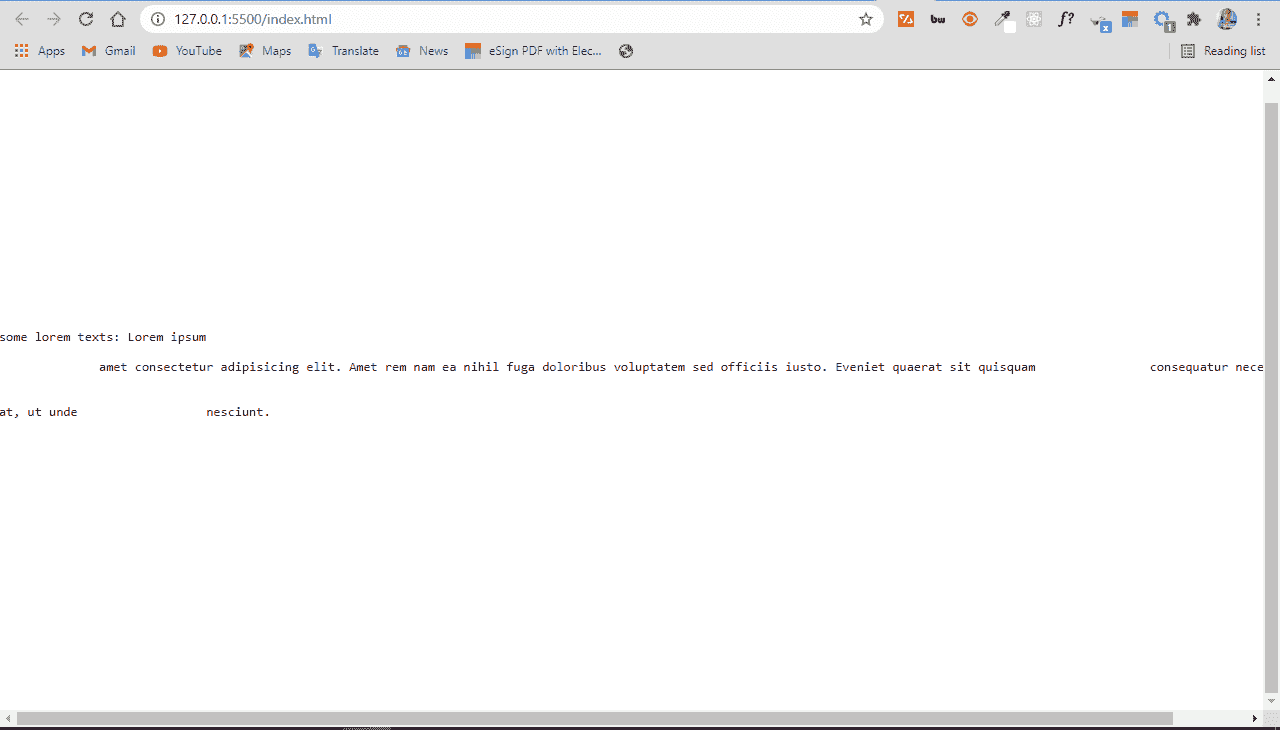 127.0.0.1:5500/index.html
bw
f?
x
1
Apps
Gmail
YouTube
Maps
Translate
News
eSign PDF with Elec...
Reading list
some lorem texts: Lorem ipsum
amet consectetur adipisicing elit. Amet rem nam ea nihil fuga doloribus voluptatem sed officiis iusto. Eveniet quaerat sit quisquam consequatur nece
at, ut unde nesciunt.